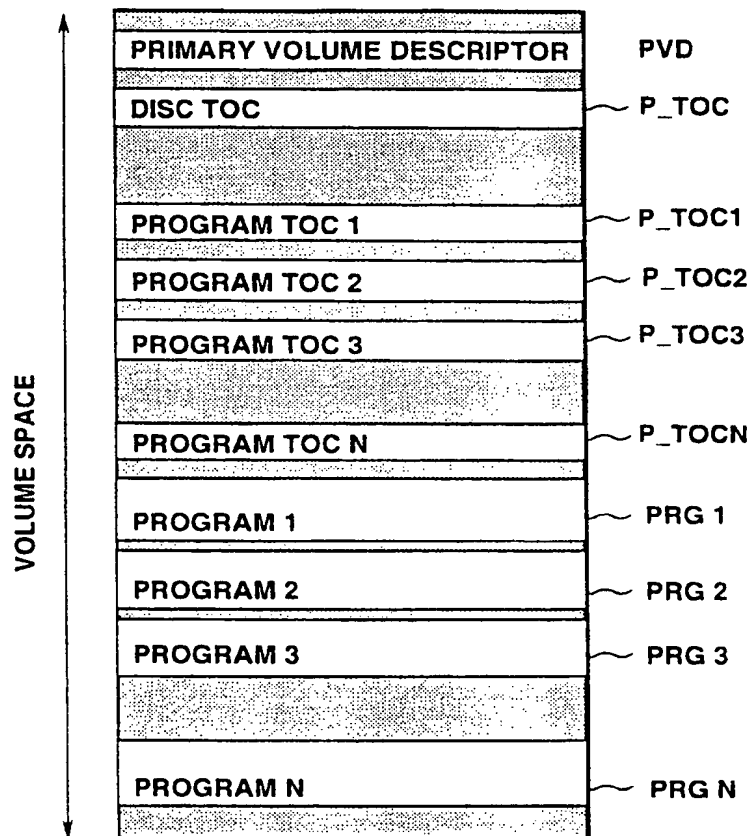 PRIMARY VOLUME DESCRIPTOR PVD
DISC TOC P_TOC
PROGRAM TOC 1 P_TOC1
PROGRAM TOC 2 P_TOC2
PROGRAM TOC 3 P_TOC3
PROGRAM TOC N P_TOCN
PROGRAM 1 PRG 1
PROGRAM 2 PRG 2
PROGRAM 3 PRG 3
PROGRAM N PRG N
VOLUME SPACE